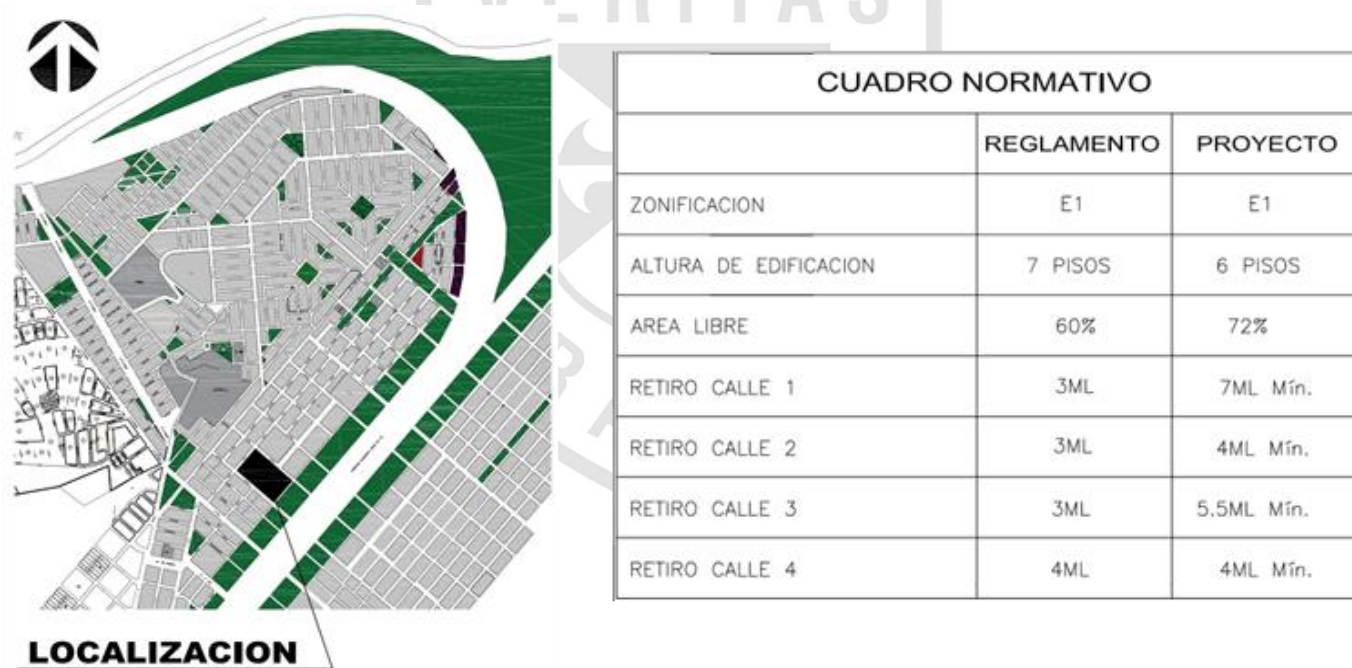 VERITAS
LOCALIZACION
CUADRO NORMATIVO
REGLAMENTO PROYECTO
ZONIFICACION E1 E1
ALTURA DE EDIFICACION 7 PISOS 6 PISOS
AREA LIBRE 60% 72%
RETIRO CALLE 1 3ML 7ML Mín.
RETIRO CALLE 2 3ML 4ML Mín.
RETIRO CALLE 3 3ML 5.5ML Mín.
RETIRO CALLE 4 4ML 4ML Mín.